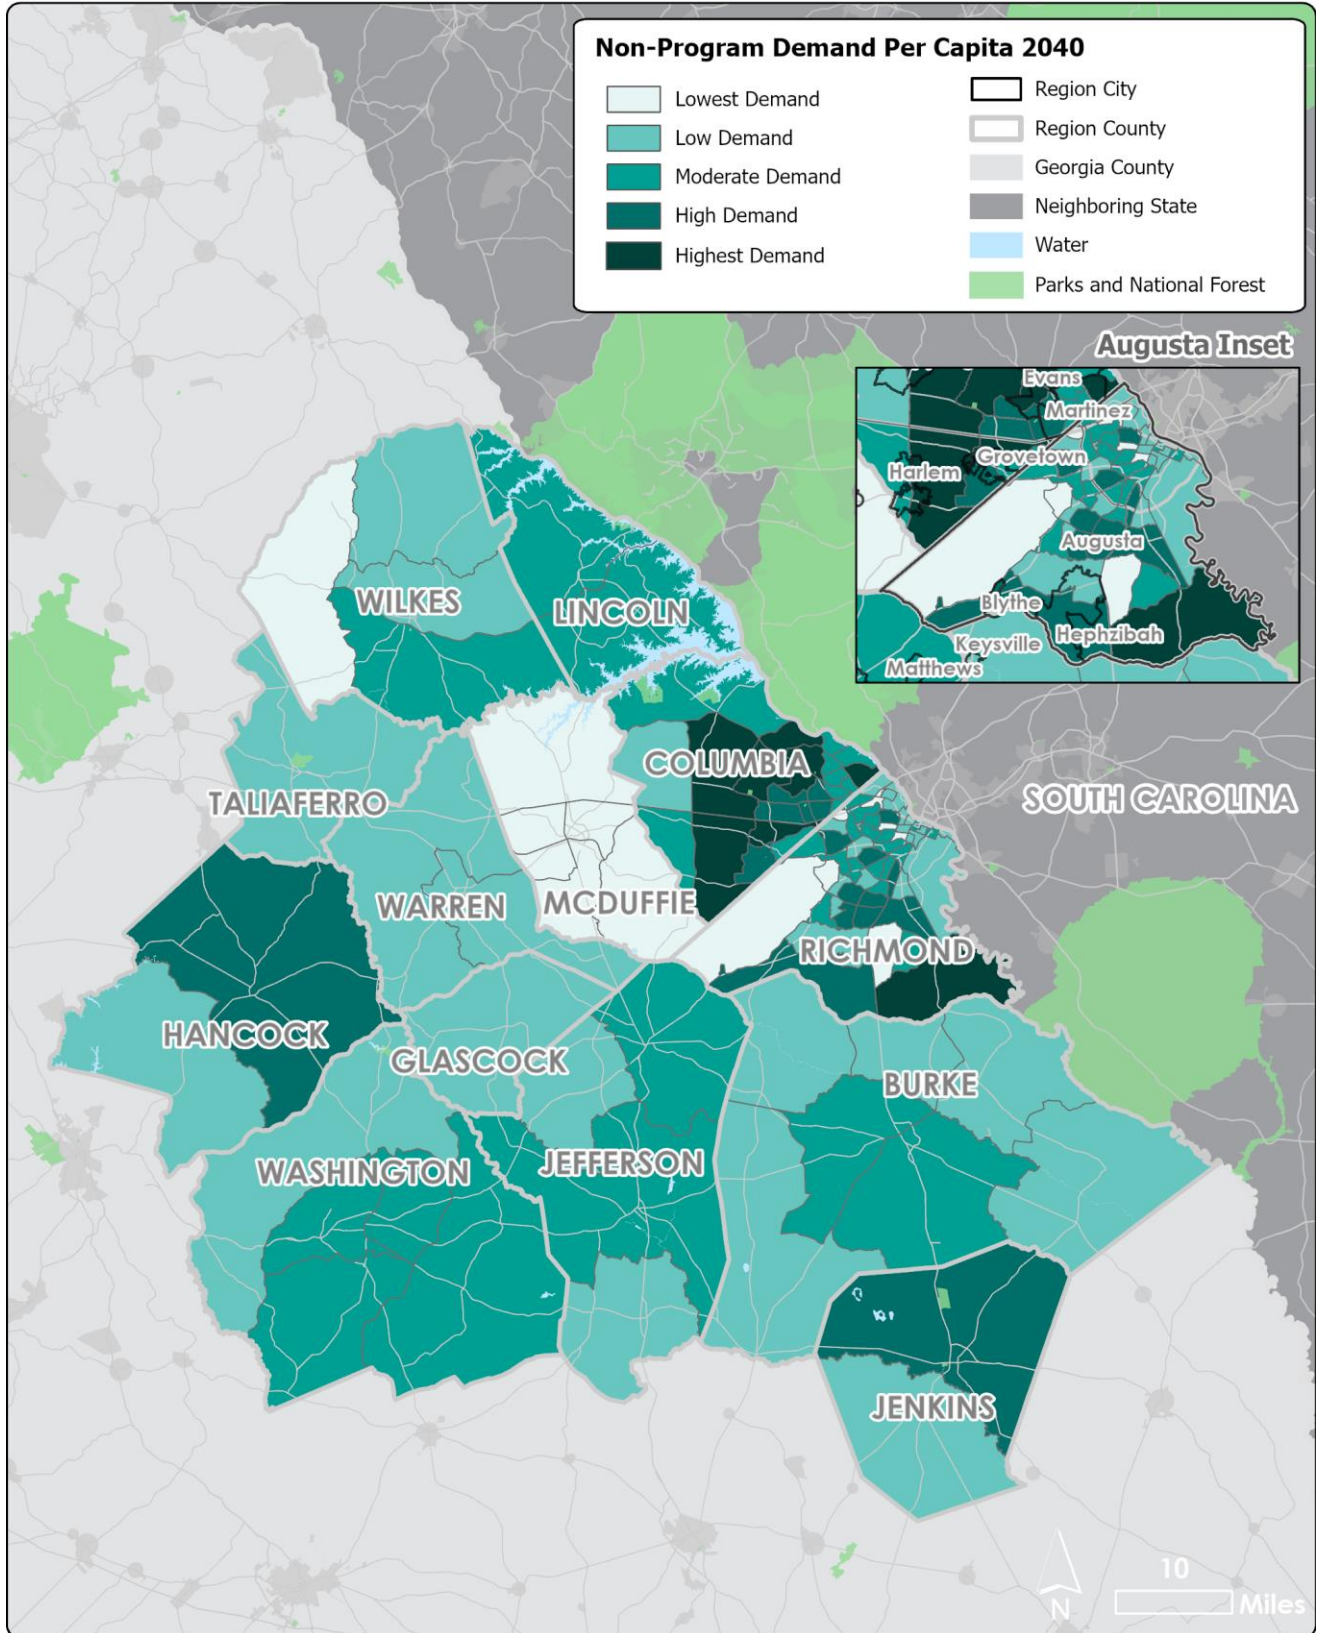 Non-Program Demand Per Capita 2040
Lowest Demand
Low Demand
Moderate Demand
High Demand
Highest Demand
Region City
Region County
Georgia County
Neighboring State
Water
Parks and National Forest
Augusta Inset
Evans
Martinez
Grovetown
Harlem
Augusta
Blythe
Hephzibah
Keysville
Matthews
WILKES
LINCOLN
COLUMBIA
SOUTH CAROLINA
TALIAFERRO
WARREN
MCDUFFIE
RICHMOND
HANCOCK
GLASCOCK
BURKE
WASHINGTON
JEFFERSON
JENKINS
N
10
Miles